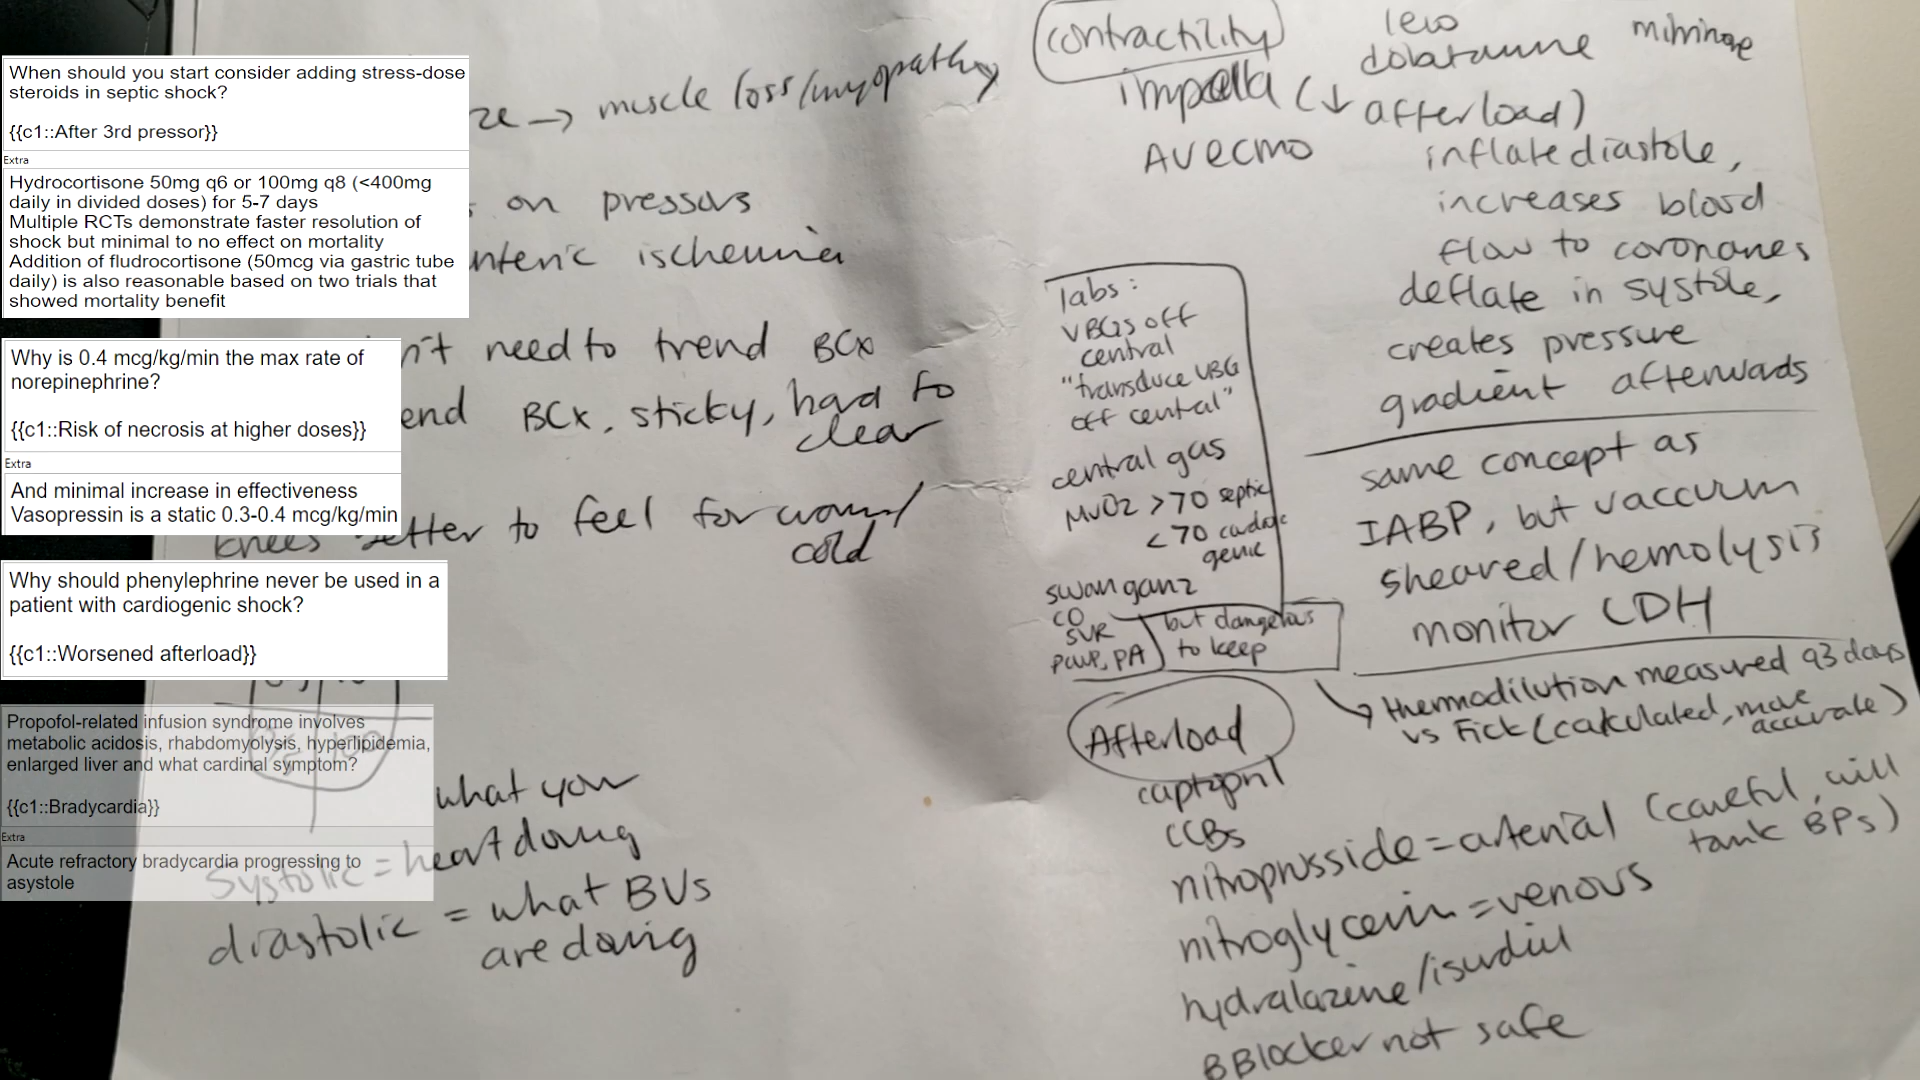 When should you start consider adding stress-dose
steroids in septic shock?
{{c1::After 3rd pressor}}
Extra
Hydrocortisone 50mg q6 or 100mg q8 (<400mg
daily in divided doses) for 5-7 days
Multiple RCTs demonstrate faster resolution of
shock but minimal to no effect on mortality
Addition of fludrocortisone (50mcg via gastric tube
daily) is also reasonable based on two trials that
showed mortality benefit
Why is 0.4 mcg/kg/min the max rate of
norepinephrine?
{{c1::Risk of necrosis at higher doses}}
Extra
And minimal increase in effectiveness
Vasopressin is a static 0.3-0.4 mcg/kg/min
Why should phenylephrine never be used in a
patient with cardiogenic shock?
{{c1::Worsened afterload}}
Propofol-related infusion syndrome involves
metabolic acidosis, rhabdomyolysis, hyperlipidemia,
enlarged liver and what cardinal symptom?
{{c1::Bradycardia}}
Extra
Acute refractory bradycardia progressing to
asystole
→ muscle loss/myopathy
on pressors
ischemia
need to trend BCx
BCx, sticky, hard to
clear
knees better to feel for warm/
cold
what you
systolic = heart doing
diastolic = what BVs
are doing
contractility
impella (↓ afterload)
AVECMO
inflate diastole,
increases blood
flow to coronaries
deflate in systole,
creates pressure
gradient afterwards
same concept as
IABP, but vaccum
sheared/hemolysis
monitor LDH
→ thermodilution measured q3 days
vs Fick (calculated, more
accurate)
labs:
VBGs off
central
"transduce VBG
off central"
central gas
MvO2 >70 septic
<70 cardio
genic
swan ganz
CO
SVR
PCWP, PA
but dangerous
to keep
Afterload
captopril
CCBs
nitroprusside = arterial (careful, will
tank BPs)
nitroglycerin = venous
hydralazine/isurdil
BBlocker not safe